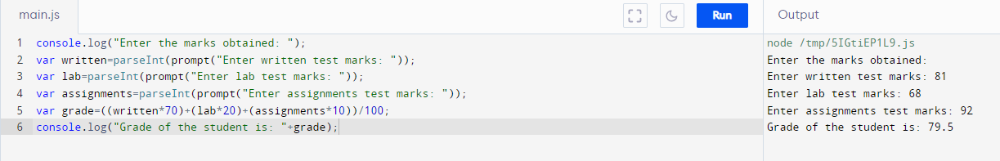 main.js
Run
Output
1 console.log("Enter the marks obtained: ");
2 var written=parseInt(prompt("Enter written test marks: "));
3 var lab=parseInt(prompt("Enter lab test marks: "));
4 var assignments=parseInt(prompt("Enter assignments test marks: "));
5 var grade=((written*70)+(lab*20)+(assignments*10))/100;
6 console.log("Grade of the student is: "+grade);
node /tmp/5IGtiEP1L9.js
Enter the marks obtained:
Enter written test marks: 81
Enter lab test marks: 68
Enter assignments test marks: 92
Grade of the student is: 79.5